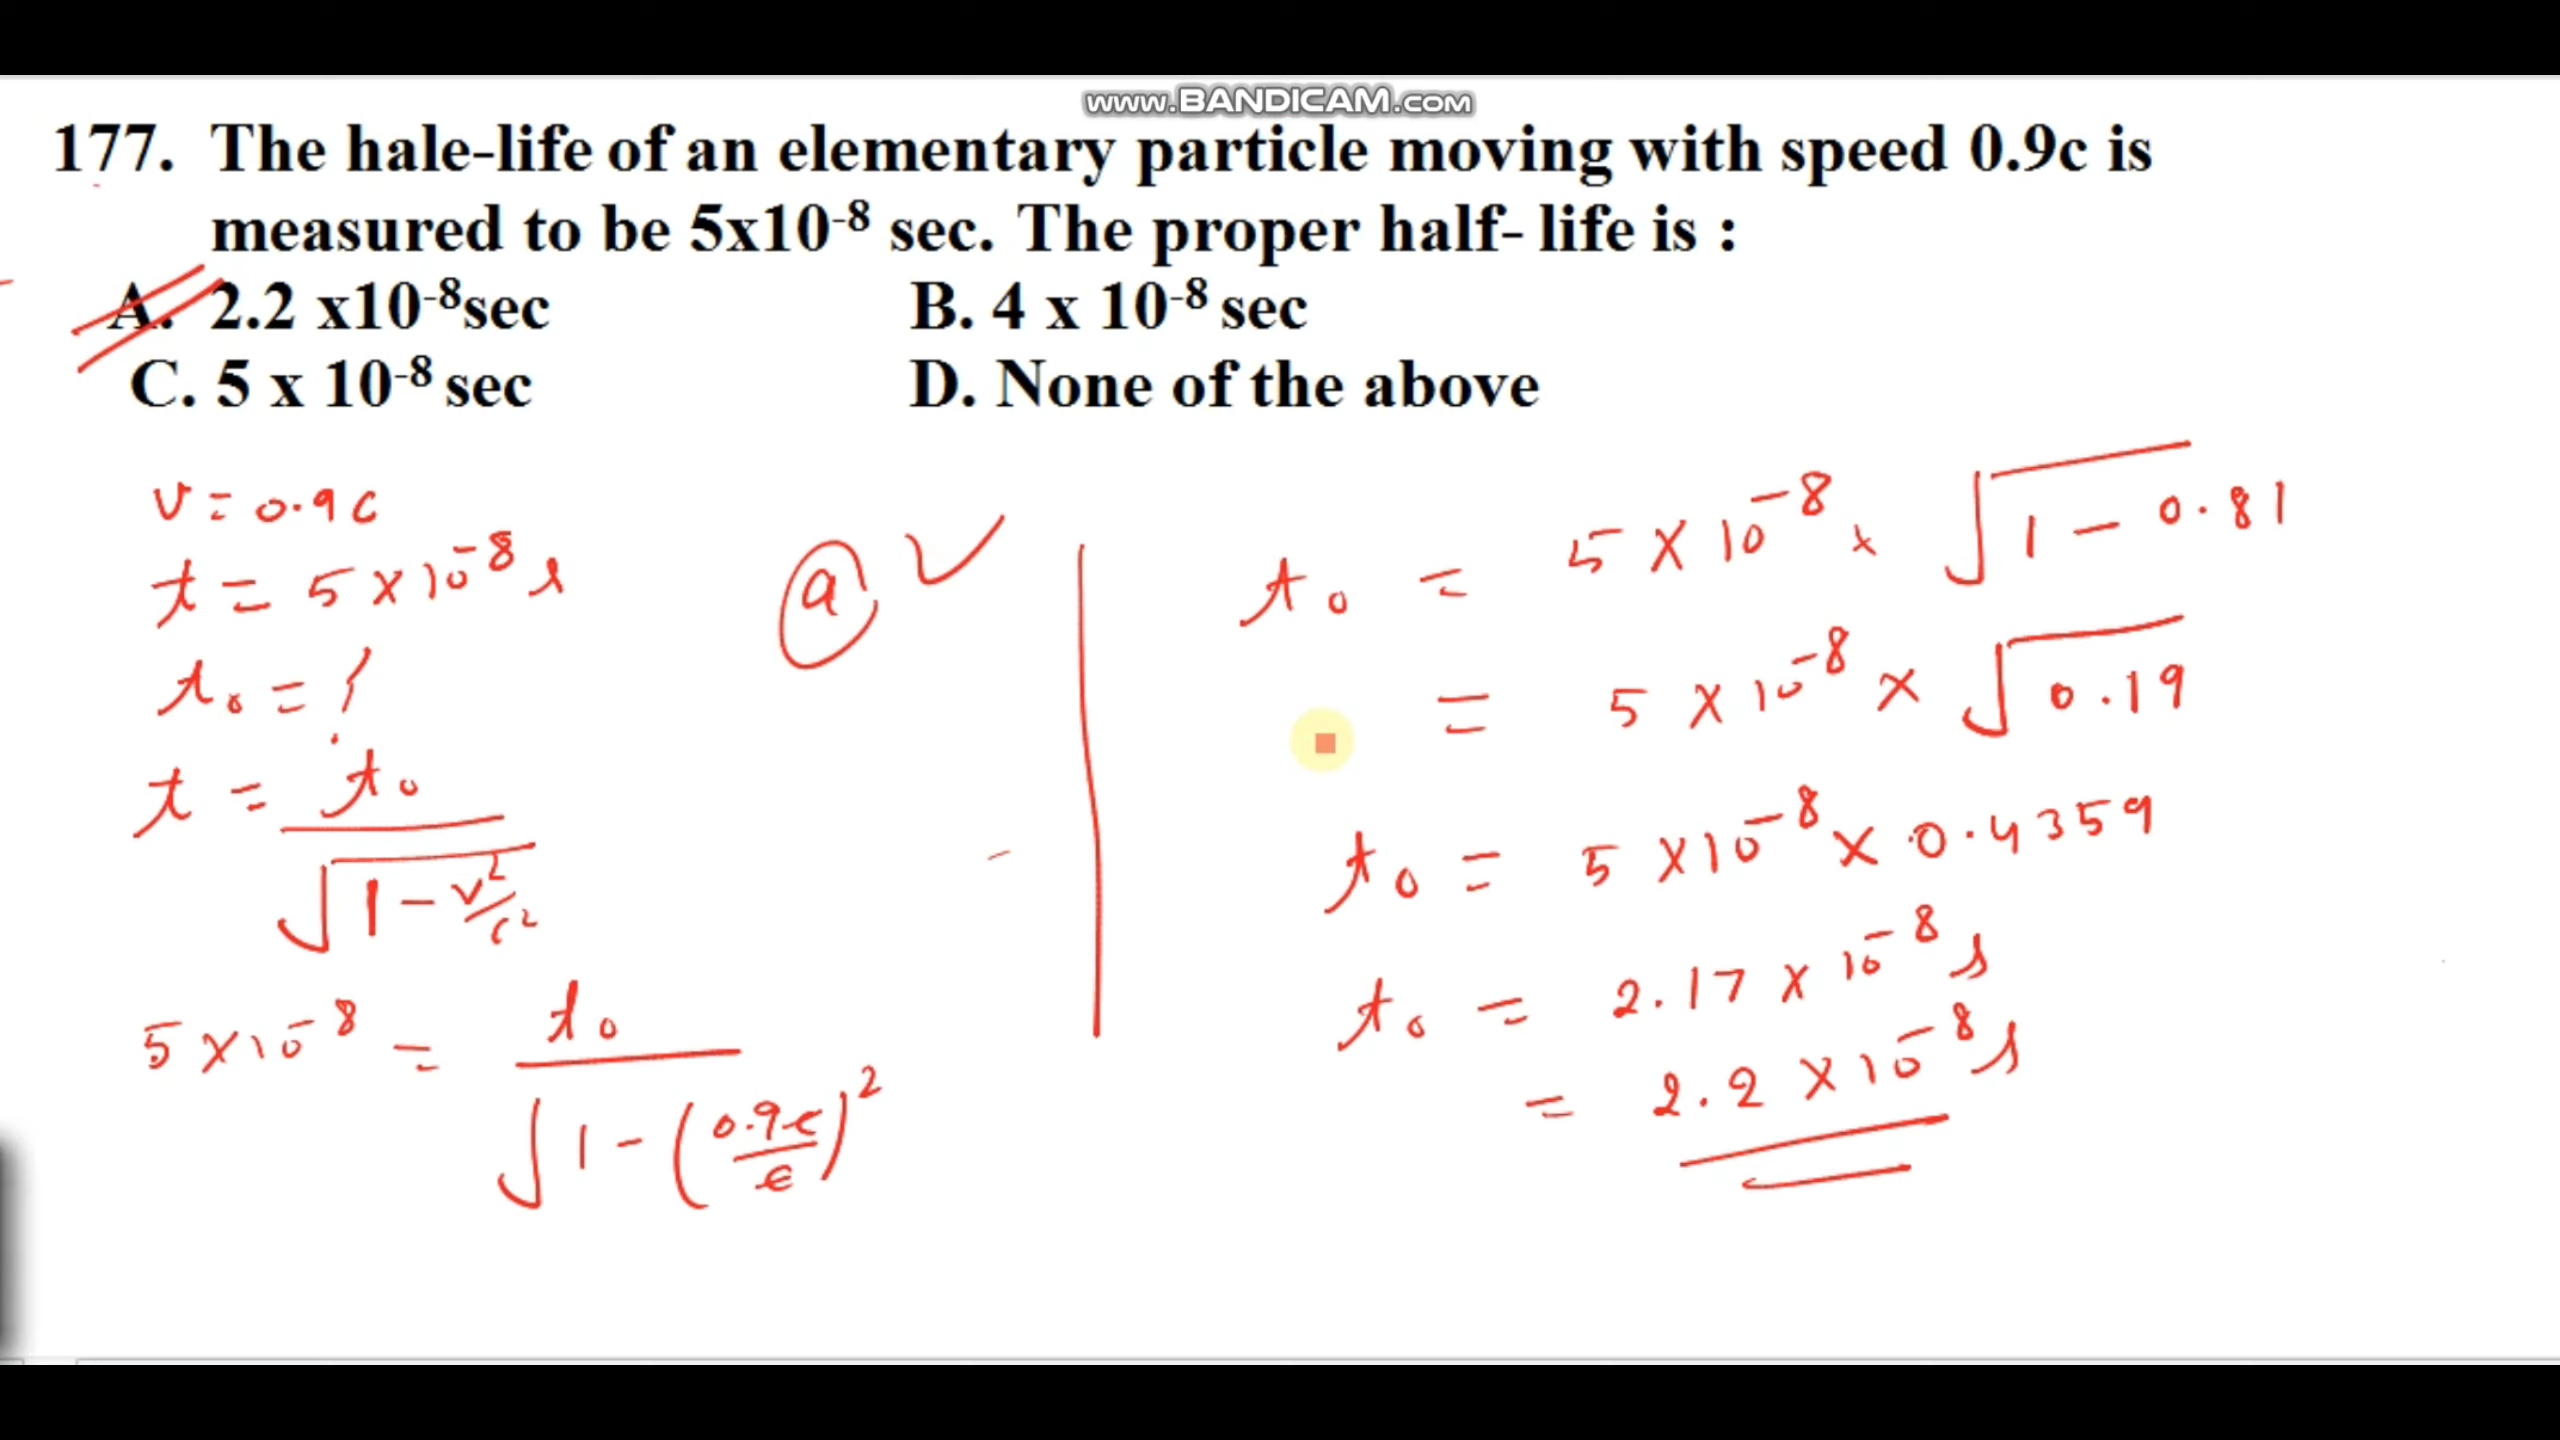 www.BANDICAM.com
177. The hale-life of an elementary particle moving with speed 0.9c is
measured to be 5x10⁻⁸ sec. The proper half- life is :
A. 2.2 x10⁻⁸sec B. 4 x 10⁻⁸ sec
C. 5 x 10⁻⁸ sec D. None of the above
v = 0.9c
t = 5 × 10⁻⁸ s
t₀ = ?
t = t₀ / √(1 − v²/c²)
5 × 10⁻⁸ = t₀ / √(1 − (0.9c/c)²)
a ✓
t₀ = 5 × 10⁻⁸ × √(1 − 0.81)
= 5 × 10⁻⁸ × √0.19
t₀ = 5 × 10⁻⁸ × 0.4359
t₀ = 2.17 × 10⁻⁸ s
= 2.2 × 10⁻⁸ s